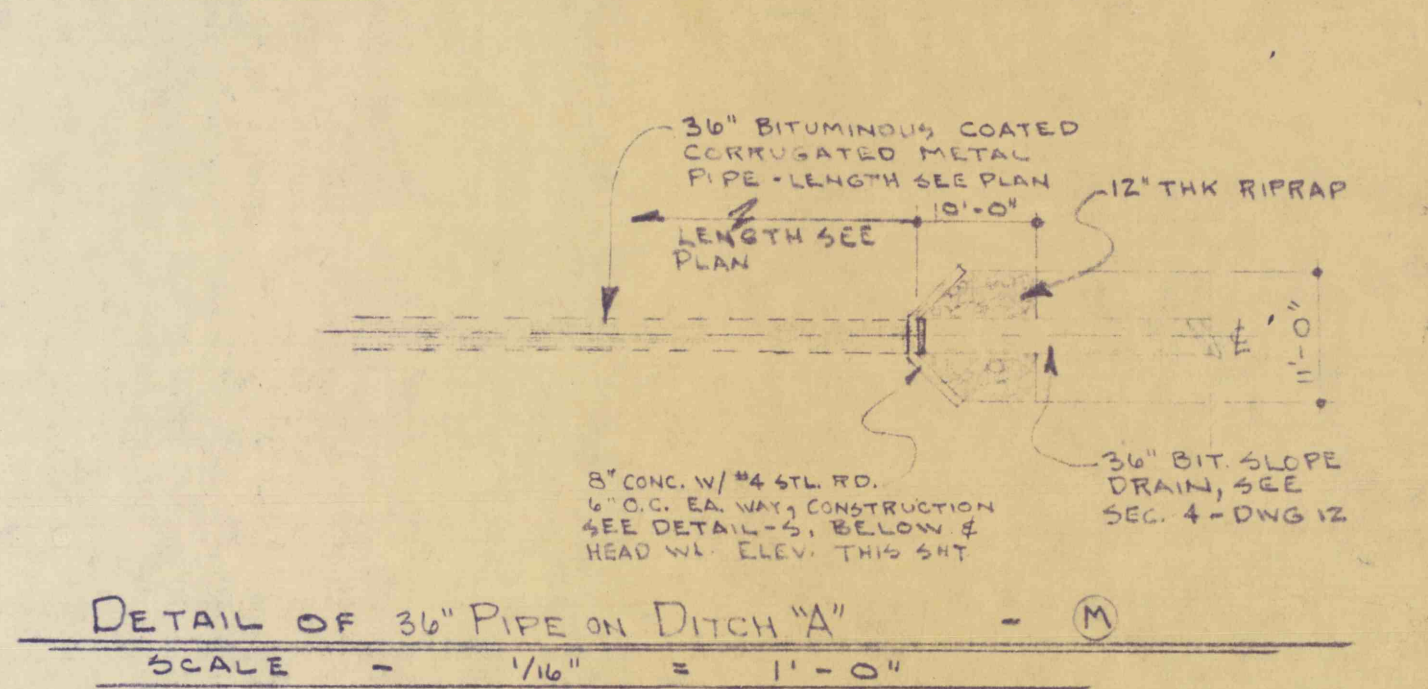 36" BITUMINOUS COATED
CORRUGATED METAL
PIPE - LENGTH SEE PLAN
10'-0"
12" THK RIPRAP
LENGTH SEE
PLAN
8" CONC. W/ #4 STL. RD.
6" O.C. EA. WAY, CONSTRUCTION
SEE DETAIL-S, BELOW &
HEAD WL. ELEV. THIS SHT
36" BIT. SLOPE
DRAIN, SEE
SEC. 4 - DWG 12
DETAIL OF 36" PIPE ON DITCH "A" - M
SCALE - 1/16" = 1'-0"